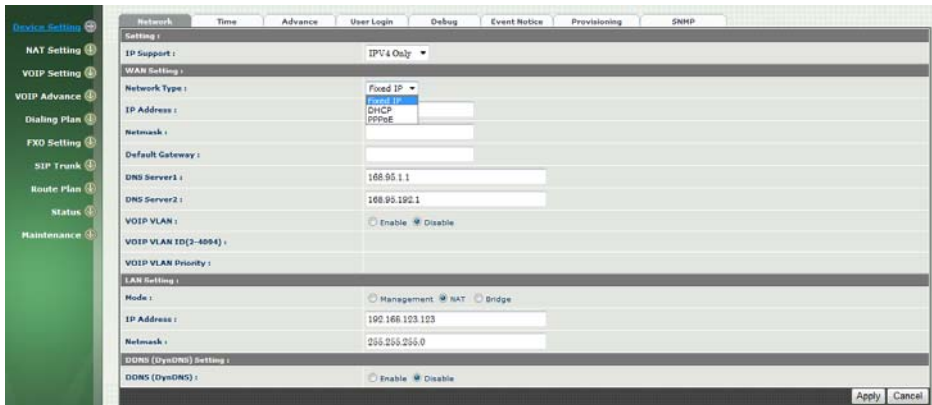 Device Setting
NAT Setting
VOIP Setting
VOIP Advance
Dialing Plan
FXO Setting
SIP Trunk
Route Plan
Status
Maintenance
Network Time Advance User Login Debug Event Notice Provisioning SNMP
Setting :
IP Support : IPV4 Only
WAN Setting :
Network Type : Fixed IP
Fixed IP
DHCP
PPPoE
IP Address :
Netmask :
Default Gateway :
DNS Server1 : 168.95.1.1
DNS Server2 : 168.95.192.1
VOIP VLAN : Enable Disable
VOIP VLAN ID(2-4094) :
VOIP VLAN Priority :
LAN Setting :
Mode : Management NAT Bridge
IP Address : 192.168.123.123
Netmask : 255.255.255.0
DDNS (DynDNS) Setting :
DDNS (DynDNS) : Enable Disable
Apply Cancel